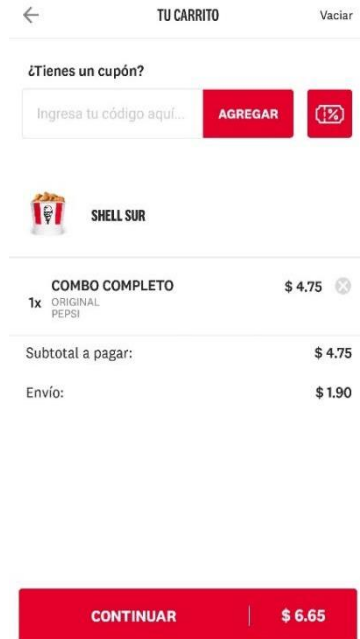 TU CARRITO
Vaciar
¿Tienes un cupón?
Ingresa tu código aquí...
AGREGAR
SHELL SUR
COMBO COMPLETO
$ 4.75
1x
ORIGINAL
PEPSI
Subtotal a pagar:
$ 4.75
Envío:
$ 1.90
CONTINUAR
$ 6.65